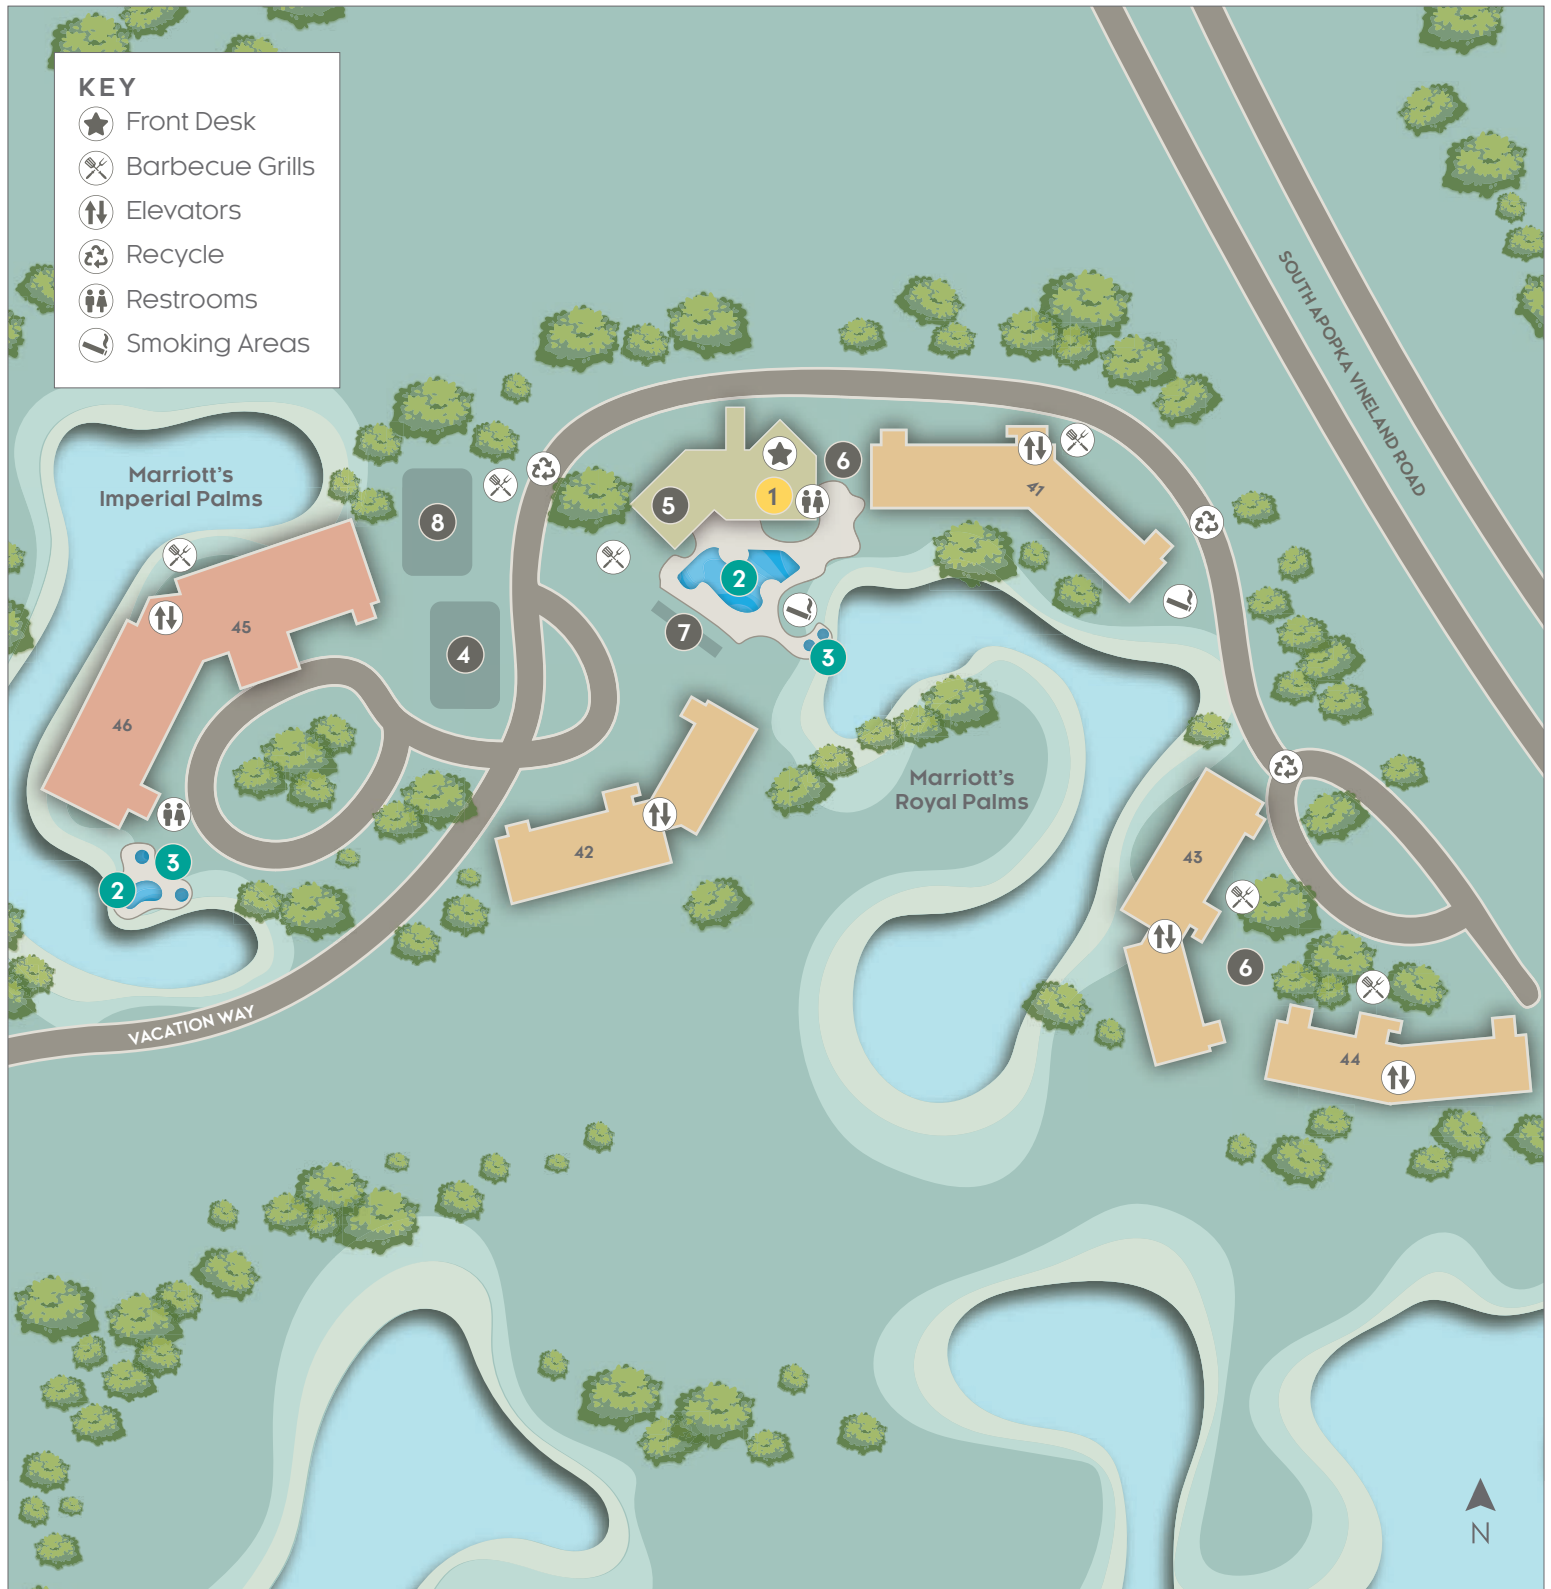 KEY
Front Desk
Barbecue Grills
Elevators
Recycle
Restrooms
Smoking Areas
SOUTH APOPKA VINELAND ROAD
Marriott's
Imperial Palms
8
5
1
6
41
2
7
3
4
45
46
42
3
2
Marriott's
Royal Palms
43
6
44
VACATION WAY
N